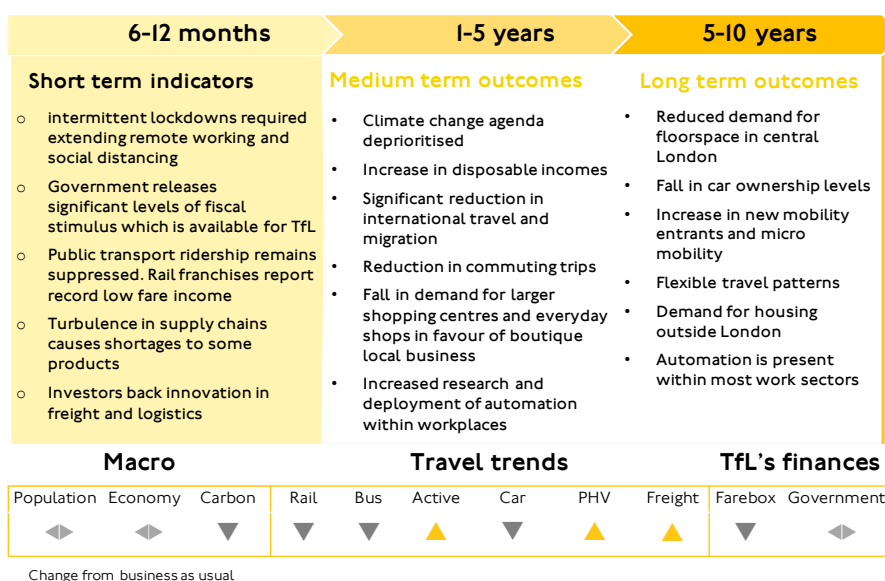 6-12 months
1-5 years
5-10 years
Short term indicators
o intermittent lockdowns required
extending remote working and
social distancing
o Government releases
significant levels of fiscal
stimulus which is available for TfL
o Public transport ridership remains
suppressed. Rail franchises report
record low fare income
o Turbulence in supply chains
causes shortages to some
products
o Investors back innovation in
freight and logistics
Medium term outcomes
• Climate change agenda
deprioritised
• Increase in disposable incomes
• Significant reduction in
international travel and
migration
• Reduction in commuting trips
• Fall in demand for larger
shopping centres and everyday
shops in favour of boutique
local business
• Increased research and
deployment of automation
within workplaces
Long term outcomes
• Reduced demand for
floorspace in central
London
• Fall in car ownership levels
• Increase in new mobility
entrants and micro
mobility
• Flexible travel patterns
• Demand for housing
outside London
• Automation is present
within most work sectors
Macro
Travel trends
TfL's finances
Population Economy Carbon Rail Bus Active Car PHV Freight Farebox Government
Change from business as usual